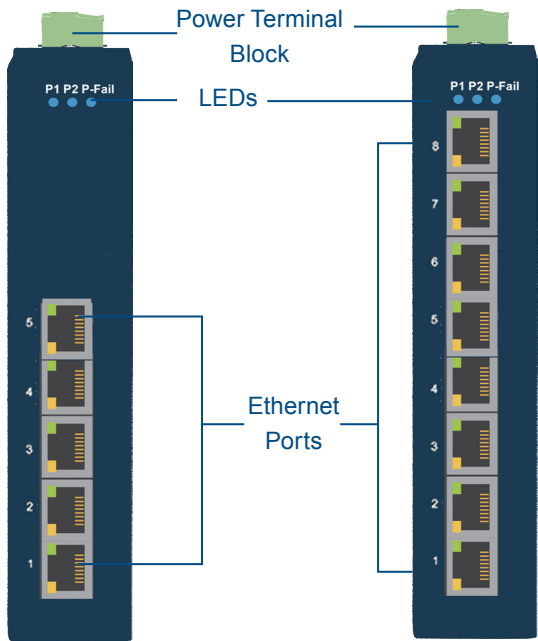 Power Terminal
Block
P1 P2 P-Fail
LEDs
P1 P2 P-Fail
8
7
6
5
4
3
2
1
5
4
3
2
1
Ethernet
Ports